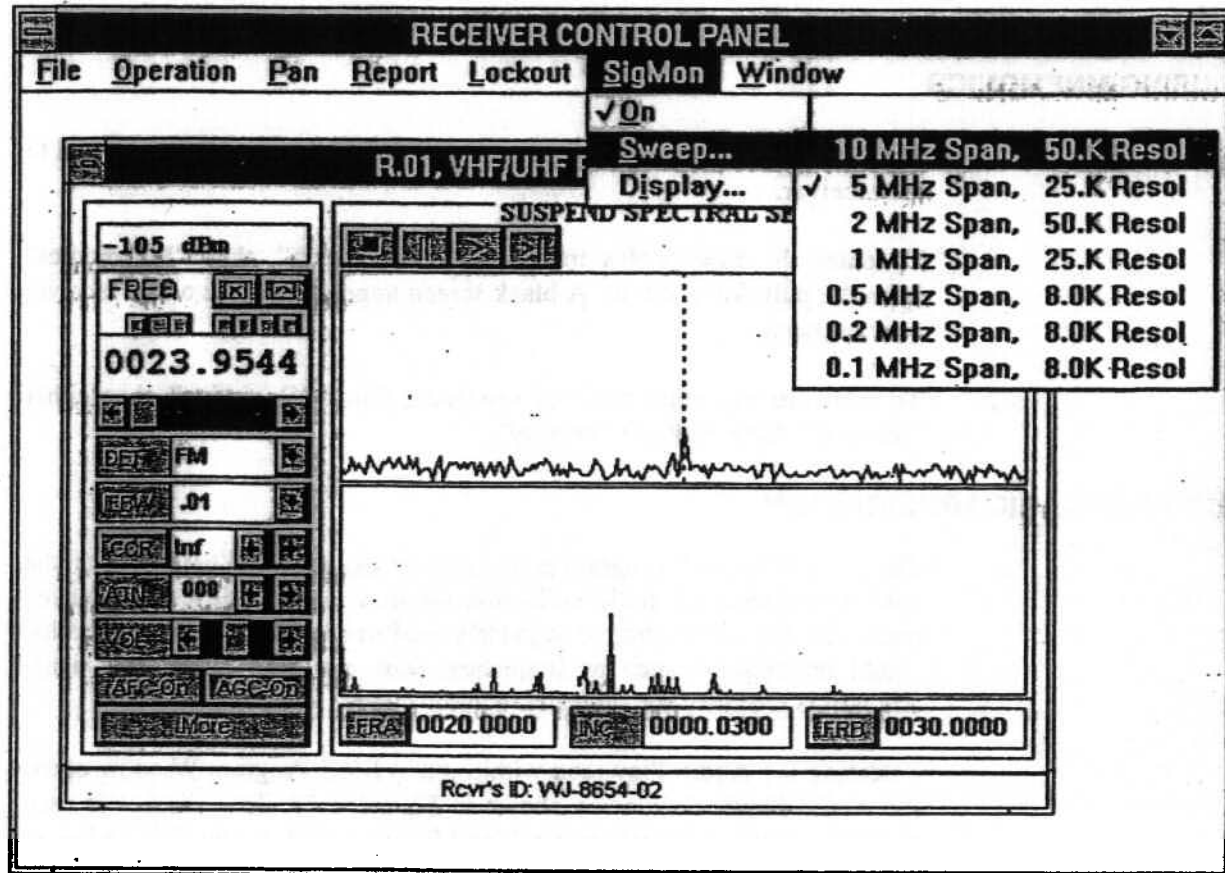 RECEIVER CONTROL PANEL
File Operation Pan Report Lockout SigMon Window
✓ On
Sweep...
Display...
10 MHz Span, 50.K Resol
✓ 5 MHz Span, 25.K Resol
2 MHz Span, 50.K Resol
1 MHz Span, 25.K Resol
0.5 MHz Span, 8.0K Resol
0.2 MHz Span, 8.0K Resol
0.1 MHz Span, 8.0K Resol
R.01, VHF/UHF
SUSPEND SPECTRAL
-105 dBm
FREQ
0023.9544
DET FM
.01
COR Inf
ATN 000
AFC-On AGC-On
More
FRA 0020.0000 INC 0000.0300 FRB 0030.0000
Rcvr's ID: WJ-8654-02